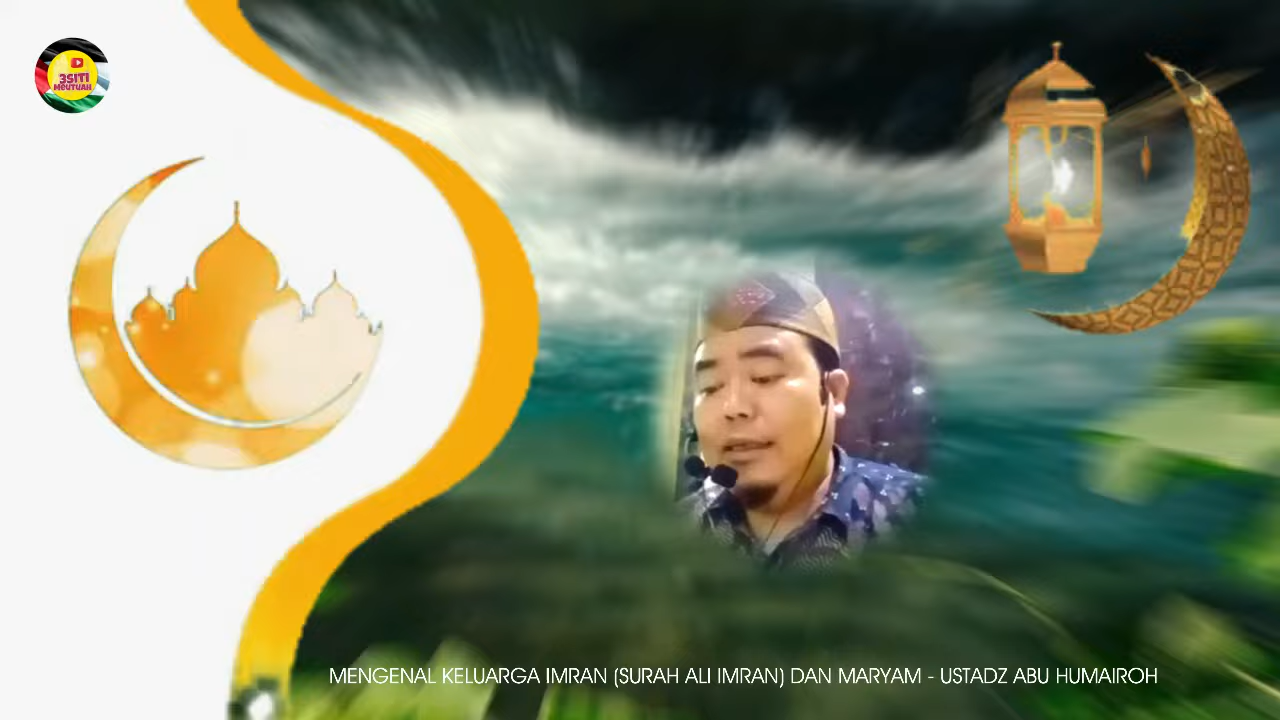 3SITI
MEUTUAH
MENGENAL KELUARGA IMRAN (SURAH ALI IMRAN) DAN MARYAM - USTADZ ABU HUMAIROH